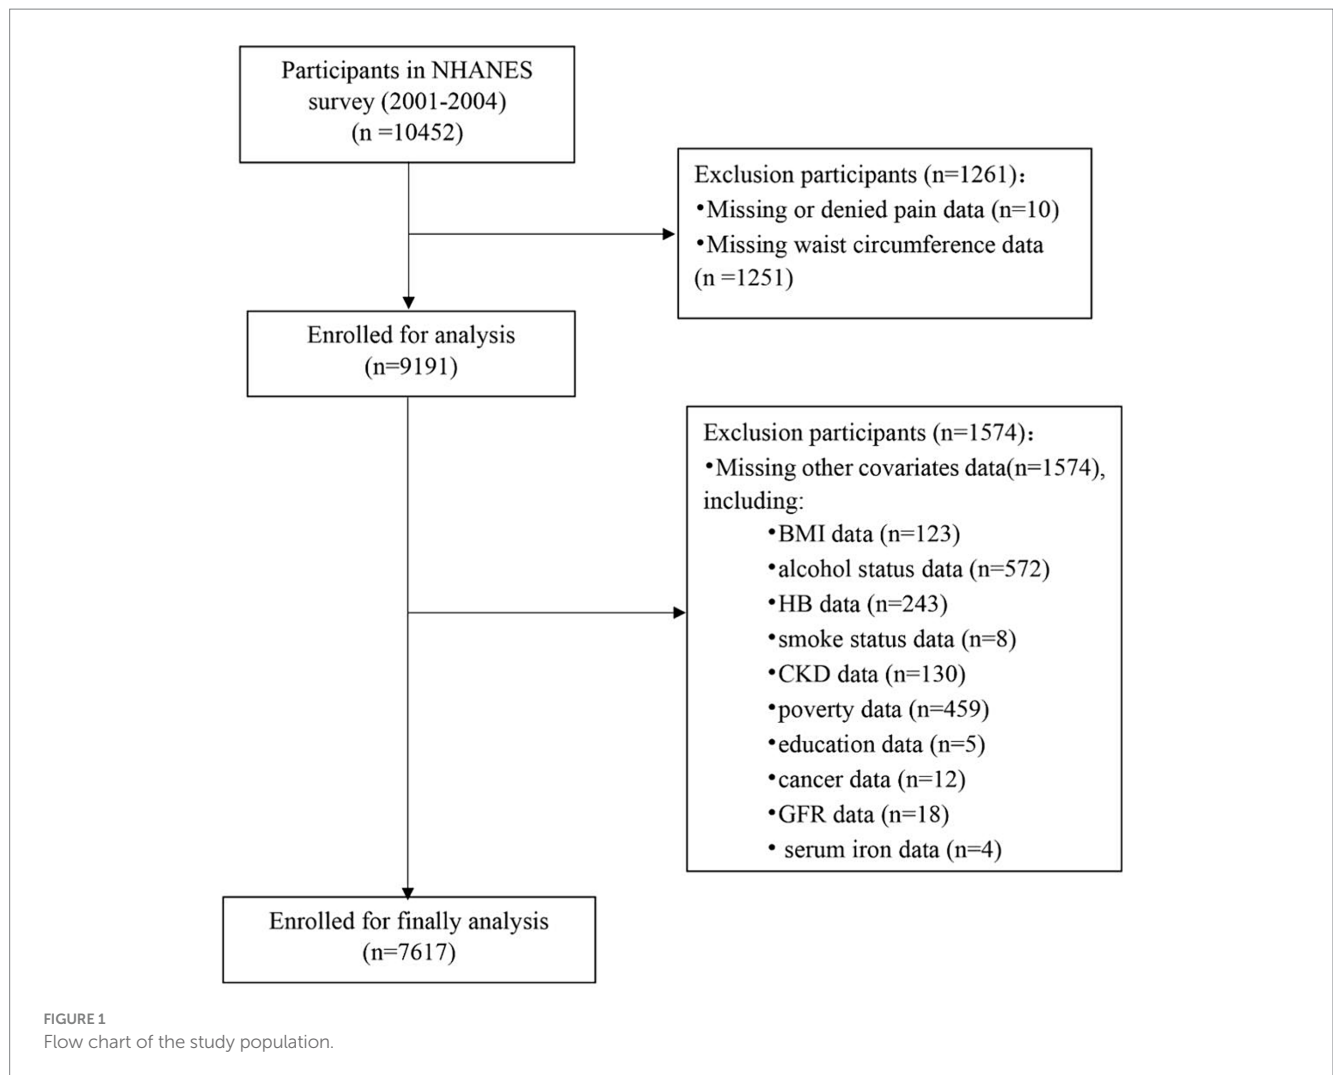 Participants in NHANES
survey (2001-2004)
(n =10452)
Exclusion participants (n=1261)：
•Missing or denied pain data (n=10)
•Missing waist circumference data
(n =1251)
Enrolled for analysis
(n=9191)
Exclusion participants (n=1574)：
•Missing other covariates data(n=1574),
including:
•BMI data (n=123)
•alcohol status data (n=572)
•HB data (n=243)
•smoke status data (n=8)
•CKD data (n=130)
•poverty data (n=459)
•education data (n=5)
•cancer data (n=12)
•GFR data (n=18)
• serum iron data (n=4)
Enrolled for finally analysis
(n=7617)
FIGURE 1
Flow chart of the study population.